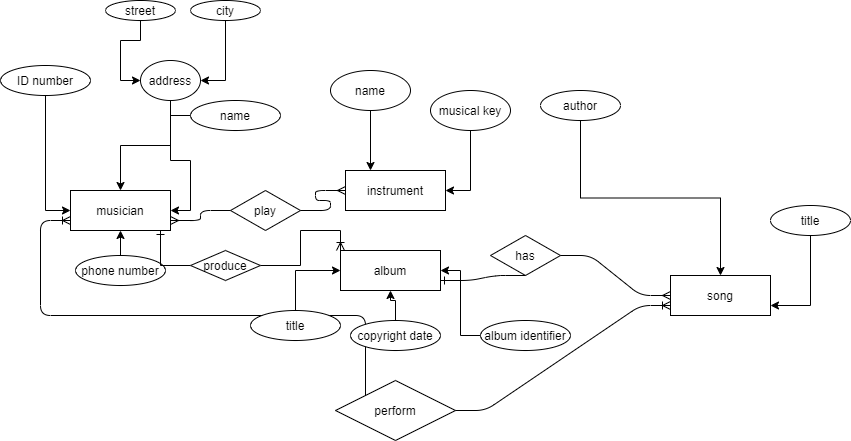 street
city
ID number
address
name
name
musical key
author
musician
play
instrument
title
phone number
produce
album
has
song
title
copyright date
album identifier
perform